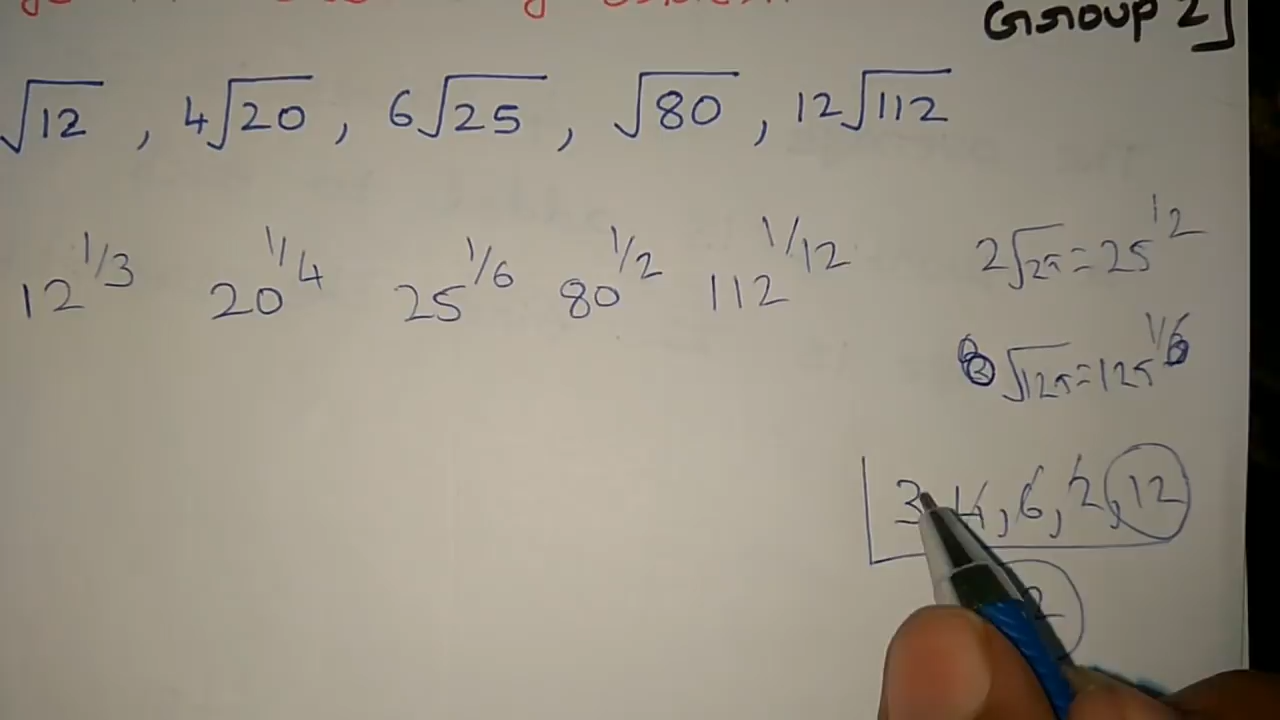 Group 2]
√12 , 4√20 , 6√25 , √80 , 12√112
12^1/3 20^1/4 25^1/6 80^1/2 112^1/12
2√25 = 25^1/2
√125 = 125^1/6
3 4, 6, 2, 12
2